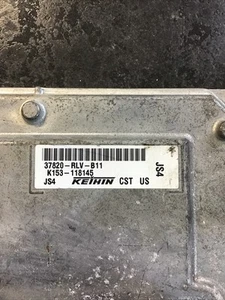 37820-RLV-B11
K153-118145
JS4 KEIHIN CST US
JS4